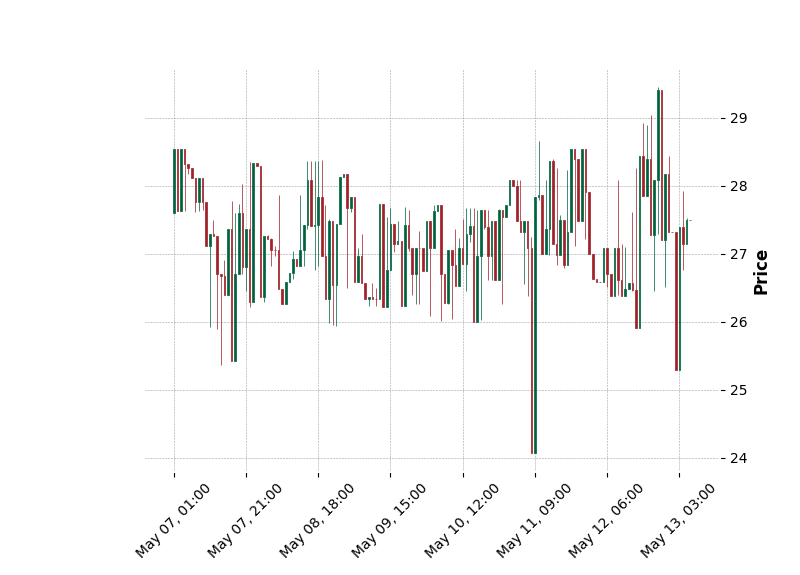 29
28
27
26
25
24
Price
May 07, 01:00
May 07, 21:00
May 08, 18:00
May 09, 15:00
May 10, 12:00
May 11, 09:00
May 12, 06:00
May 13, 03:00